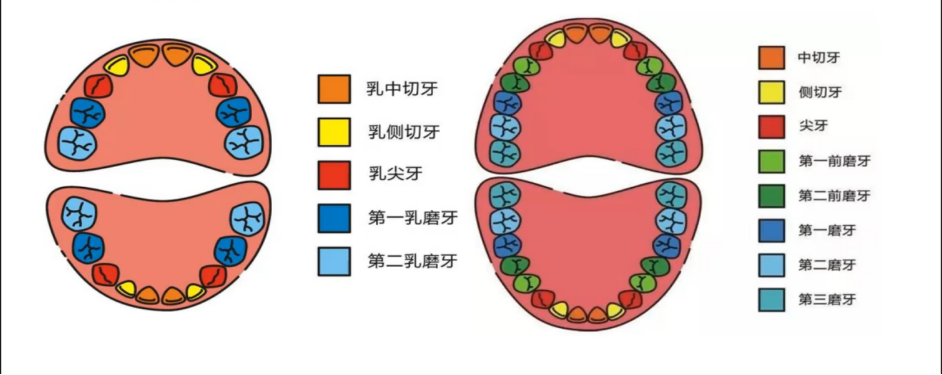 乳中切牙
乳侧切牙
乳尖牙
第一乳磨牙
第二乳磨牙
中切牙
侧切牙
尖牙
第一前磨牙
第二前磨牙
第一磨牙
第二磨牙
第三磨牙